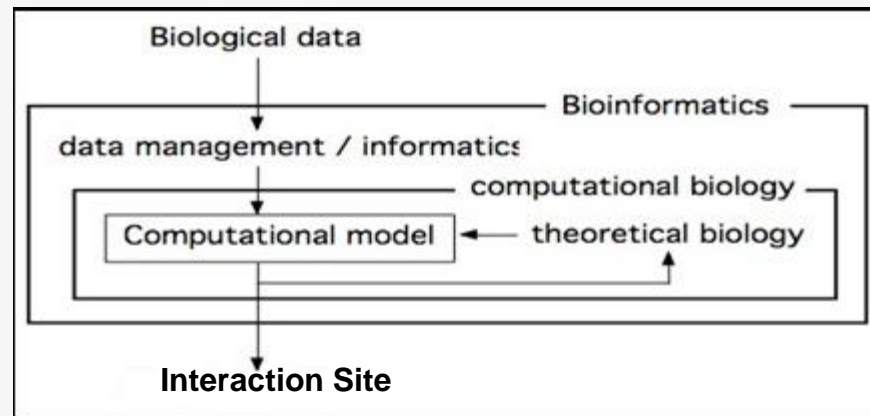 Biological data
Bioinformatics
data management / informatics
computational biology
Computational model
theoretical biology
Interaction Site